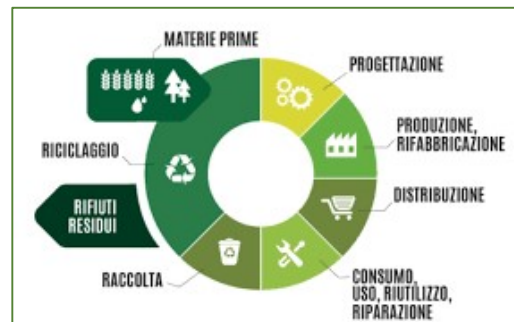 MATERIE PRIME
PROGETTAZIONE
PRODUZIONE,
RIFABBRICAZIONE
DISTRIBUZIONE
CONSUMO,
USO, RIUTILIZZO,
RIPARAZIONE
RACCOLTA
RIFIUTI
RESIDUI
RICICLAGGIO